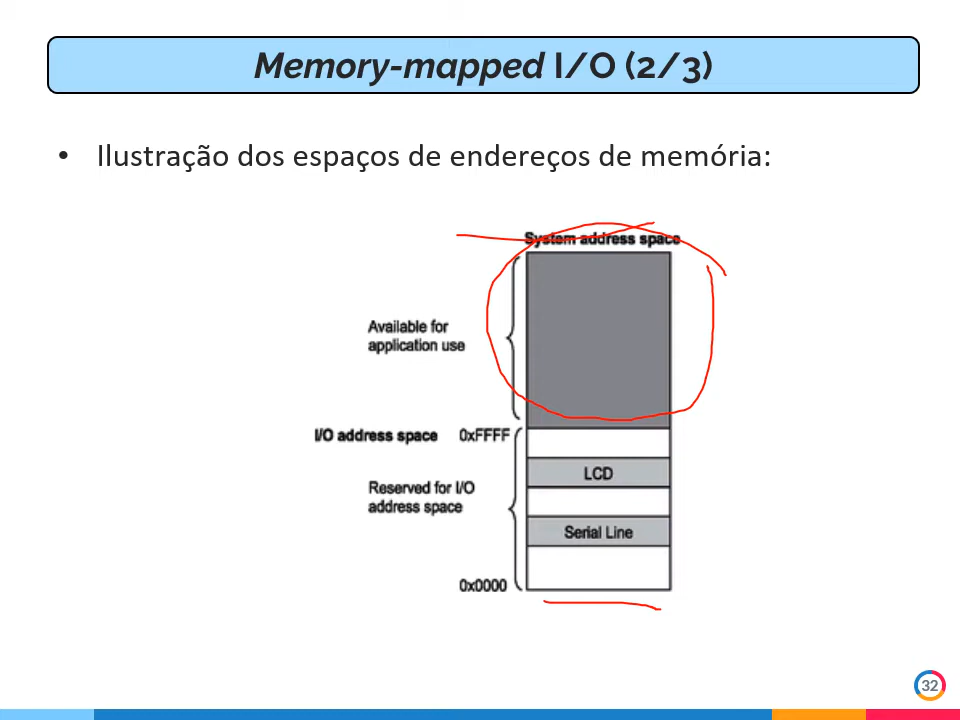 Memory-mapped I/O (2/3)
• Ilustração dos espaços de endereços de memória:
System address space
Available for
application use
I/O address space 0xFFFF
LCD
Reserved for I/O
address space
Serial Line
0x0000
32